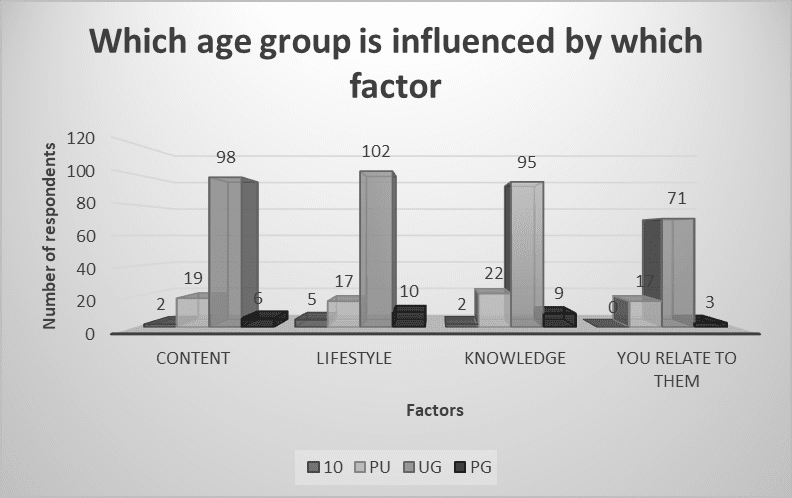 Which age group is influenced by which
factor
120
100
80
60
40
20
0
Number of respondents
2 19 98 6
5 17 102 10
2 22 95 9
0 17 71 3
CONTENT LIFESTYLE KNOWLEDGE YOU RELATE TO
THEM
Factors
10 PU UG PG